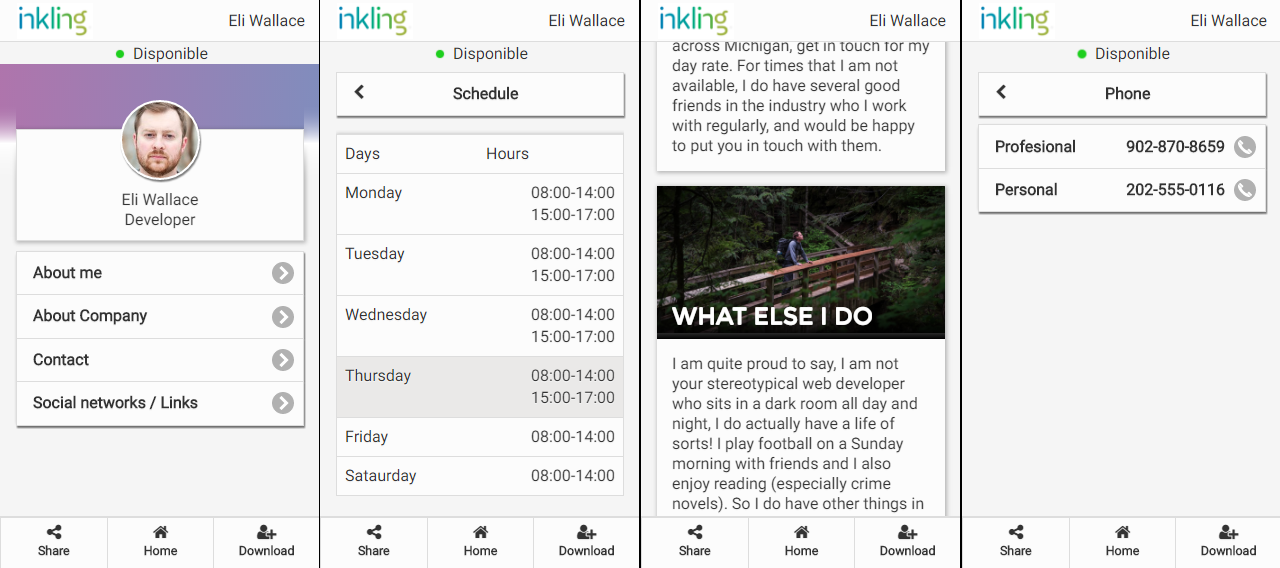 inkling
Eli Wallace
Disponible
Eli Wallace
Developer
About me
About Company
Contact
Social networks / Links
Share
Home
Download
inkling
Eli Wallace
Disponible
Schedule
Days Hours
Monday 08:00-14:00
15:00-17:00
Tuesday 08:00-14:00
15:00-17:00
Wednesday 08:00-14:00
15:00-17:00
Thursday 08:00-14:00
15:00-17:00
Friday 08:00-14:00
Sataurday 08:00-14:00
Share
Home
Download
inkling
Eli Wallace
across Michigan, get in touch for my
day rate. For times that I am not
available, I do have several good
friends in the industry who I work
with regularly, and would be happy
to put you in touch with them.
WHAT ELSE I DO
I am quite proud to say, I am not
your stereotypical web developer
who sits in a dark room all day and
night, I do actually have a life of
sorts! I play football on a Sunday
morning with friends and I also
enjoy reading (especially crime
novels). So I do have other things in
Share
Home
Download
inkling
Eli Wallace
Disponible
Phone
Profesional 902-870-8659
Personal 202-555-0116
Share
Home
Download